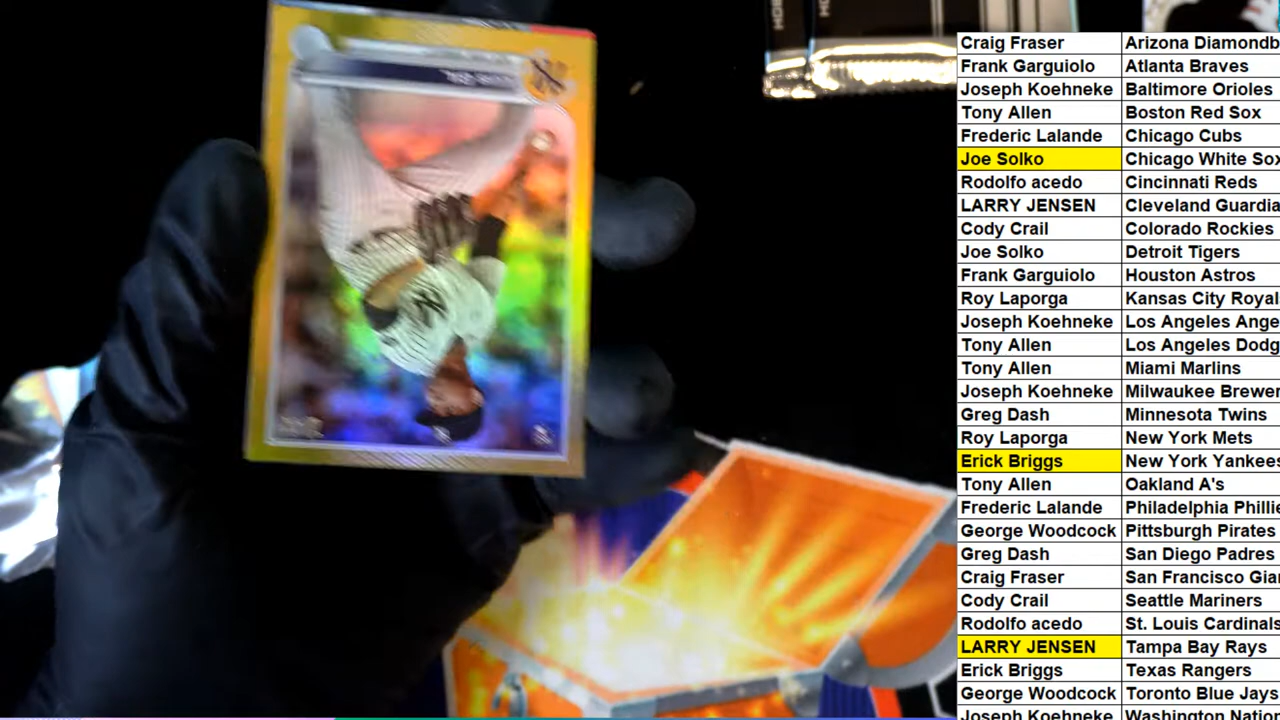 Craig Fraser Arizona Diamondb
Frank Garguiolo Atlanta Braves
Joseph Koehneke Baltimore Orioles
Tony Allen Boston Red Sox
Frederic Lalande Chicago Cubs
Joe Solko Chicago White Sox
Rodolfo acedo Cincinnati Reds
LARRY JENSEN Cleveland Guardia
Cody Crail Colorado Rockies
Joe Solko Detroit Tigers
Frank Garguiolo Houston Astros
Roy Laporga Kansas City Royal
Joseph Koehneke Los Angeles Ange
Tony Allen Los Angeles Dodg
Tony Allen Miami Marlins
Joseph Koehneke Milwaukee Brewer
Greg Dash Minnesota Twins
Roy Laporga New York Mets
Erick Briggs New York Yankees
Tony Allen Oakland A's
Frederic Lalande Philadelphia Phillie
George Woodcock Pittsburgh Pirates
Greg Dash San Diego Padres
Craig Fraser San Francisco Gia
Cody Crail Seattle Mariners
Rodolfo acedo St. Louis Cardinals
LARRY JENSEN Tampa Bay Rays
Erick Briggs Texas Rangers
George Woodcock Toronto Blue Jays
Joseph Koehneke Washington Nation